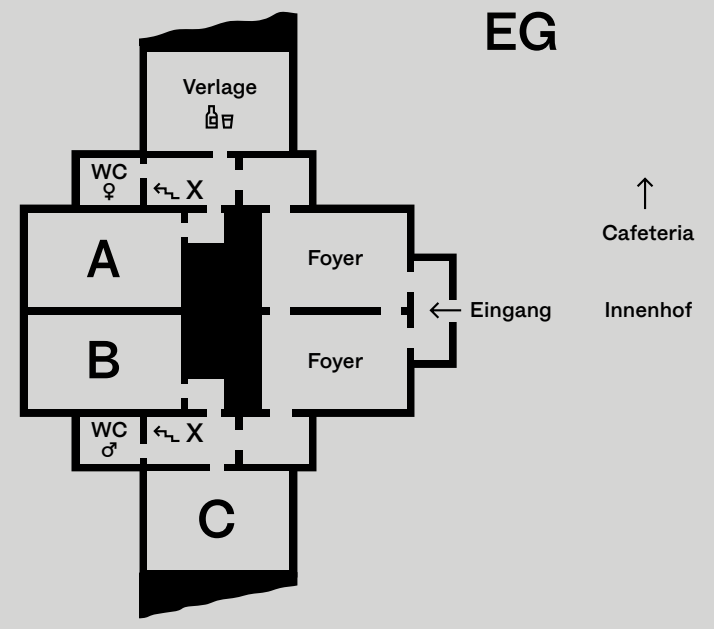 EG
Verlage
WC
♀
X
A
Foyer
Cafeteria
Eingang
Innenhof
B
Foyer
WC
♂
X
C